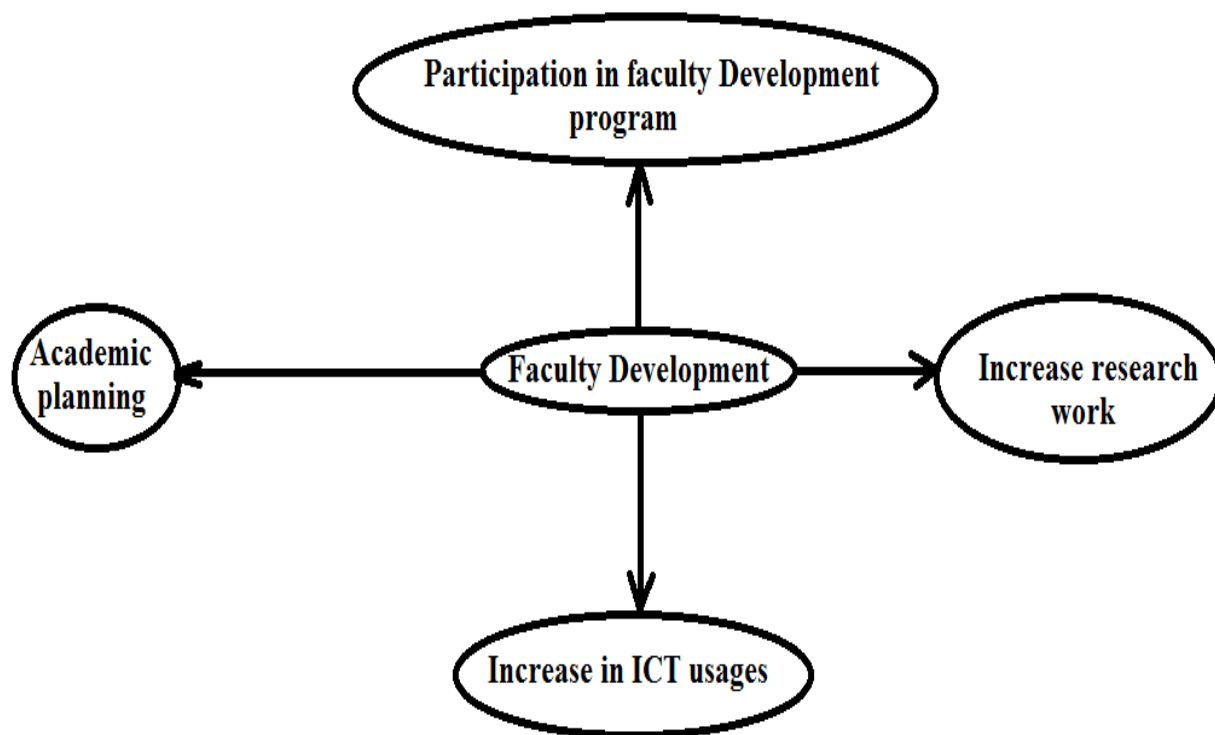 Participation in faculty Development
program
Academic
planning
Faculty Development
Increase research
work
Increase in ICT usages